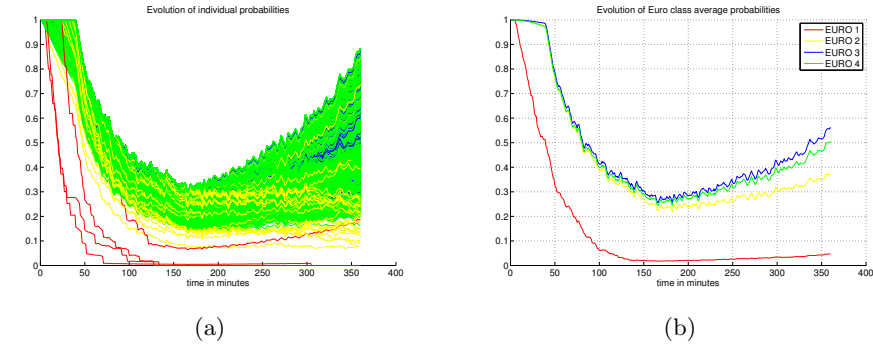 Evolution of individual probabilities
1
0.9
0.8
0.7
0.6
0.5
0.4
0.3
0.2
0.1
0
0 50 100 150 200 250 300 350 400
time in minutes
(a)
Evolution of Euro class average probabilities
EURO 1
EURO 2
EURO 3
EURO 4
1
0.9
0.8
0.7
0.6
0.5
0.4
0.3
0.2
0.1
0
0 50 100 150 200 250 300 350 400
time in minutes
(b)